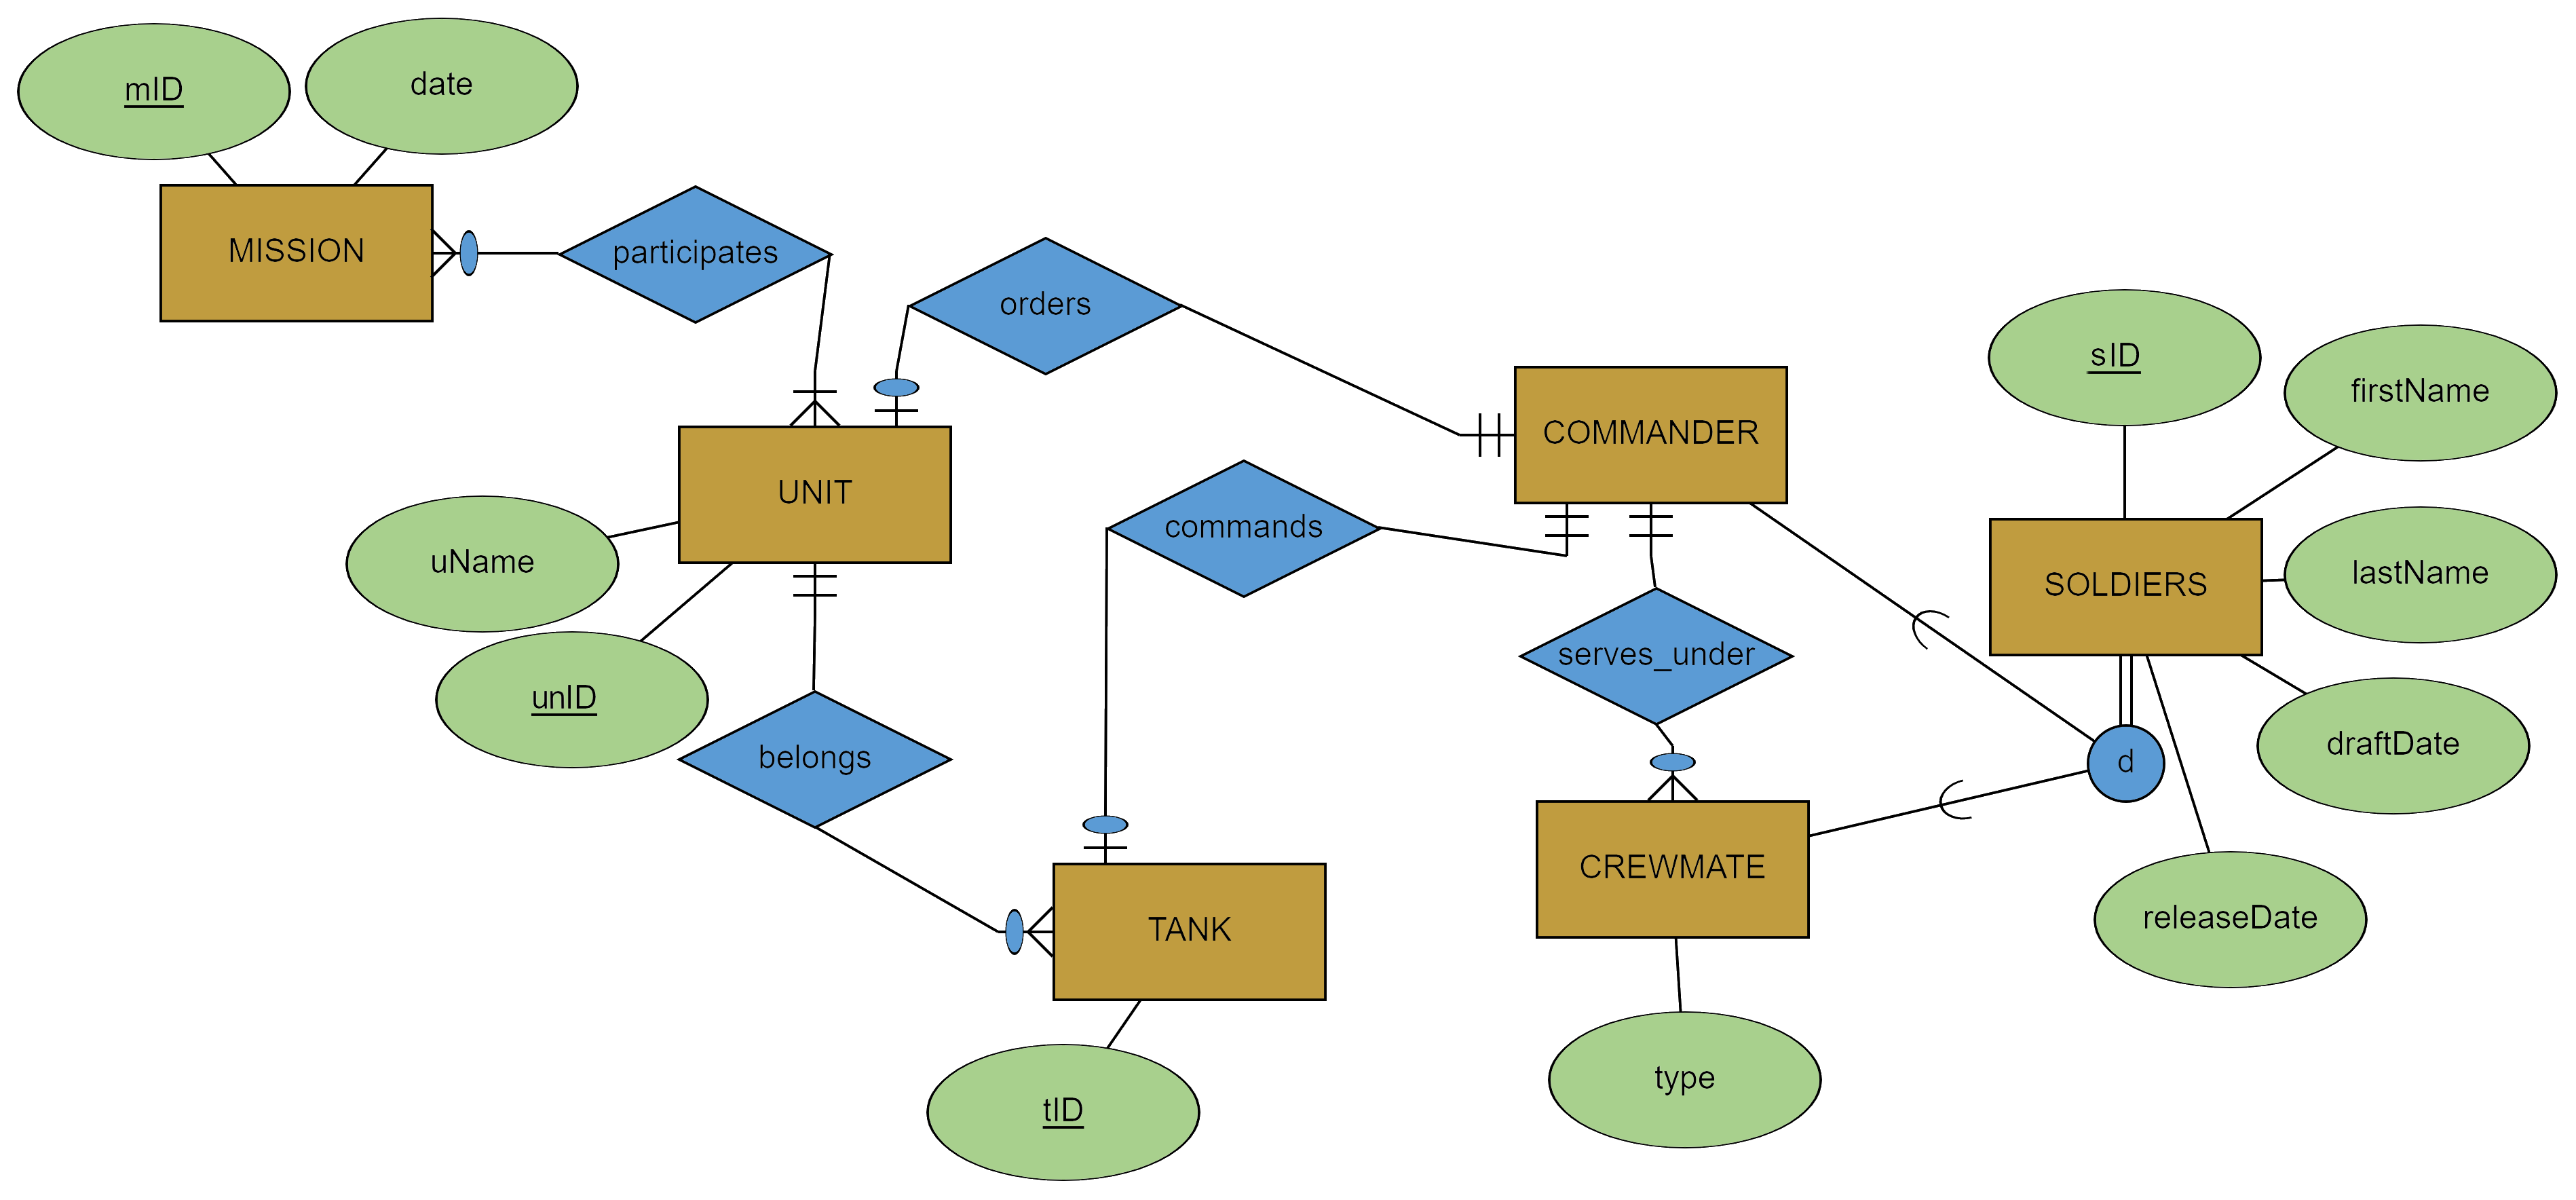 mID
date
MISSION
participates
orders
COMMANDER
sID
firstName
UNIT
commands
lastName
SOLDIERS
uName
serves_under
unID
draftDate
belongs
d
CREWMATE
releaseDate
TANK
type
tID